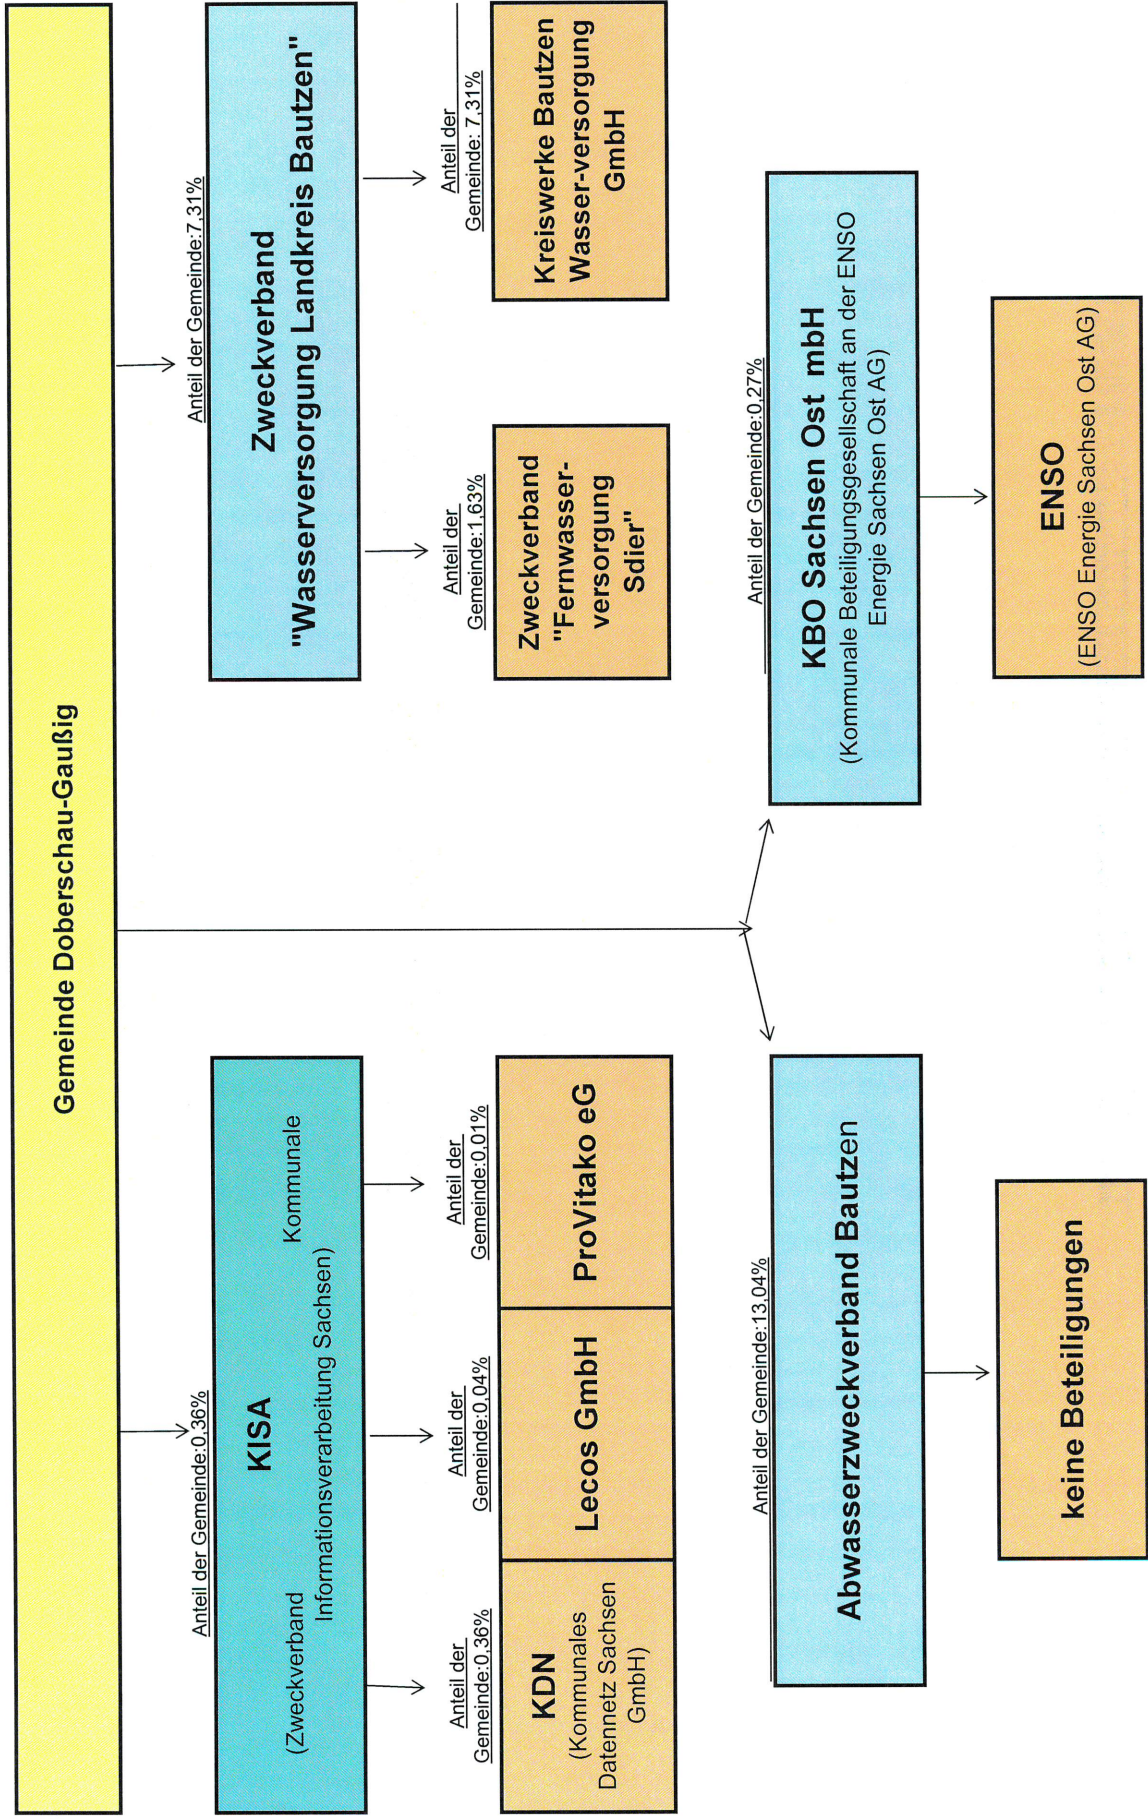 Gemeinde Doberschau-Gaußig
Anteil der Gemeinde:0,36%
KISA
(Zweckverband Kommunale
Informationsverarbeitung Sachsen)
Anteil der
Gemeinde:0,36%
KDN
(Kommunales
Datennetz Sachsen
GmbH)
Anteil der
Gemeinde:0,04%
Lecos GmbH
Anteil der
Gemeinde:0,01%
ProVitako eG
Anteil der Gemeinde:7,31%
Zweckverband
"Wasserversorgung Landkreis Bautzen"
Anteil der
Gemeinde:1,63%
Zweckverband
"Fernwasser-
versorgung
Sdier"
Anteil der
Gemeinde: 7,31%
Kreiswerke Bautzen
Wasser-versorgung
GmbH
Anteil der Gemeinde:13,04%
Abwasserzweckverband Bautzen
keine Beteiligungen
Anteil der Gemeinde:0,27%
KBO Sachsen Ost mbH
(Kommunale Beteiligungsgesellschaft an der ENSO
Energie Sachsen Ost AG)
ENSO
(ENSO Energie Sachsen Ost AG)